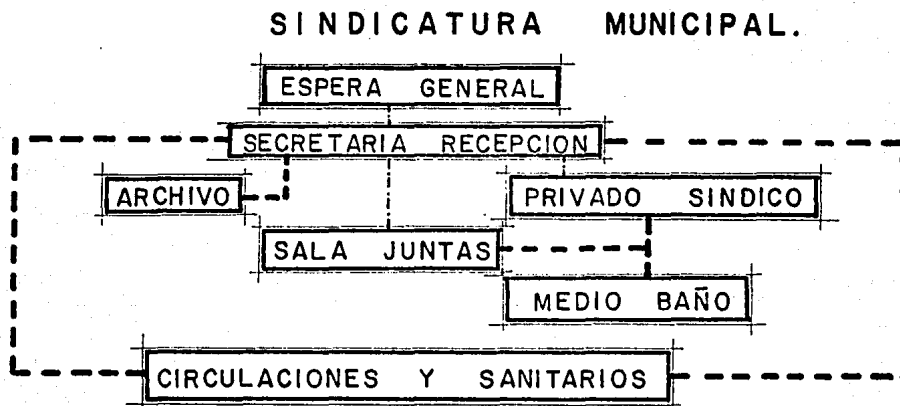 SINDICATURA MUNICIPAL.
ESPERA GENERAL
SECRETARIA RECEPCION
ARCHIVO
PRIVADO SINDICO
SALA JUNTAS
MEDIO BAÑO
CIRCULACIONES Y SANITARIOS